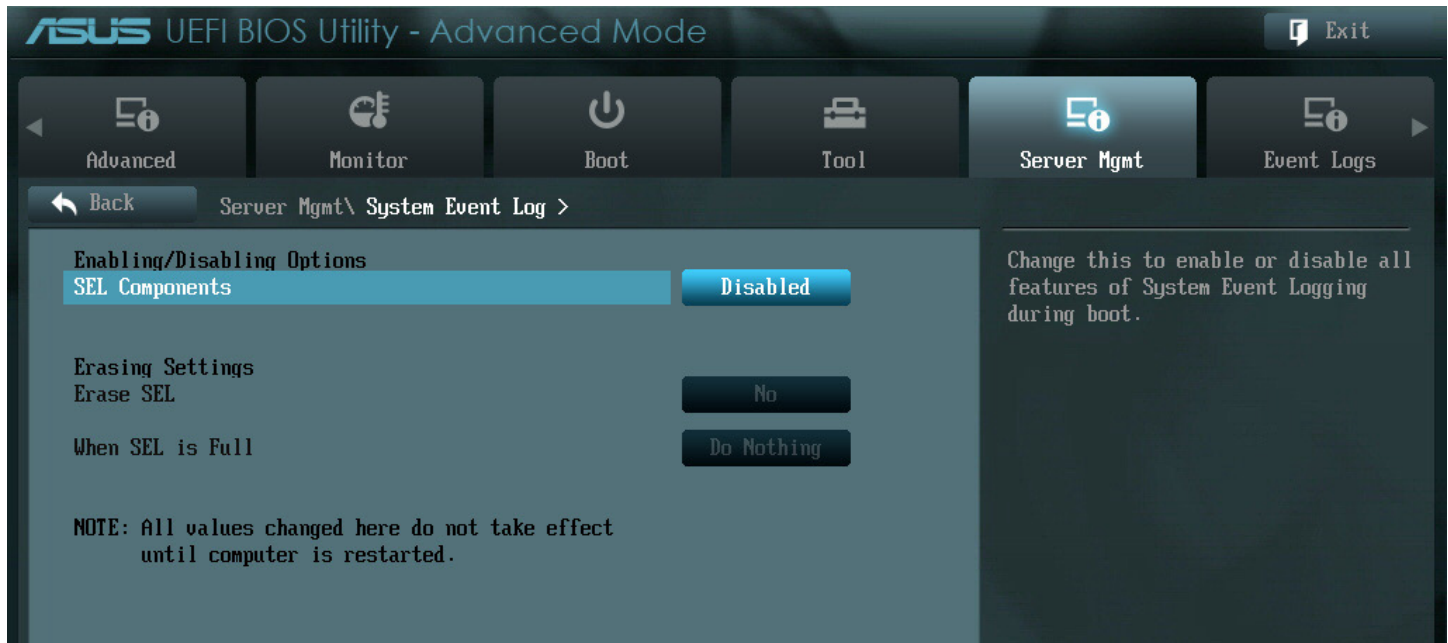 ASUS UEFI BIOS Utility - Advanced Mode
Exit
Advanced
Monitor
Boot
Tool
Server Mgmt
Event Logs
Back
Server Mgmt\ System Event Log >
Enabling/Disabling Options
SEL Components
Disabled
Erasing Settings
Erase SEL
No
When SEL is Full
Do Nothing
NOTE: All values changed here do not take effect
until computer is restarted.
Change this to enable or disable all
features of System Event Logging
during boot.